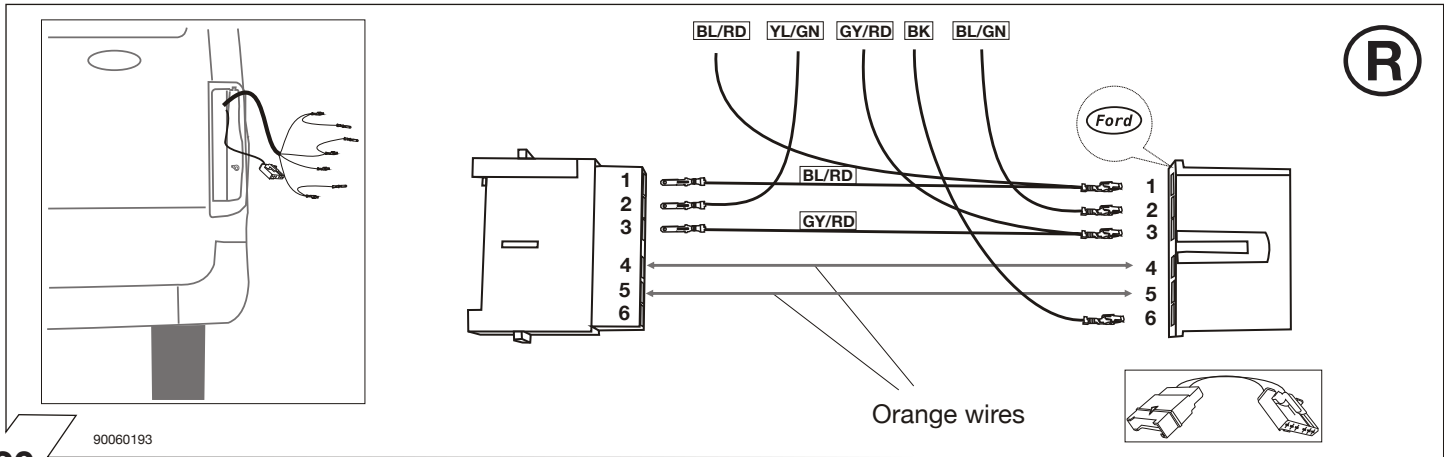 BL/RD YL/GN GY/RD BK BL/GN
R
Ford
1 BL/RD 1
2 2
3 GY/RD 3
4 4
5 5
6 6
Orange wires
90060193